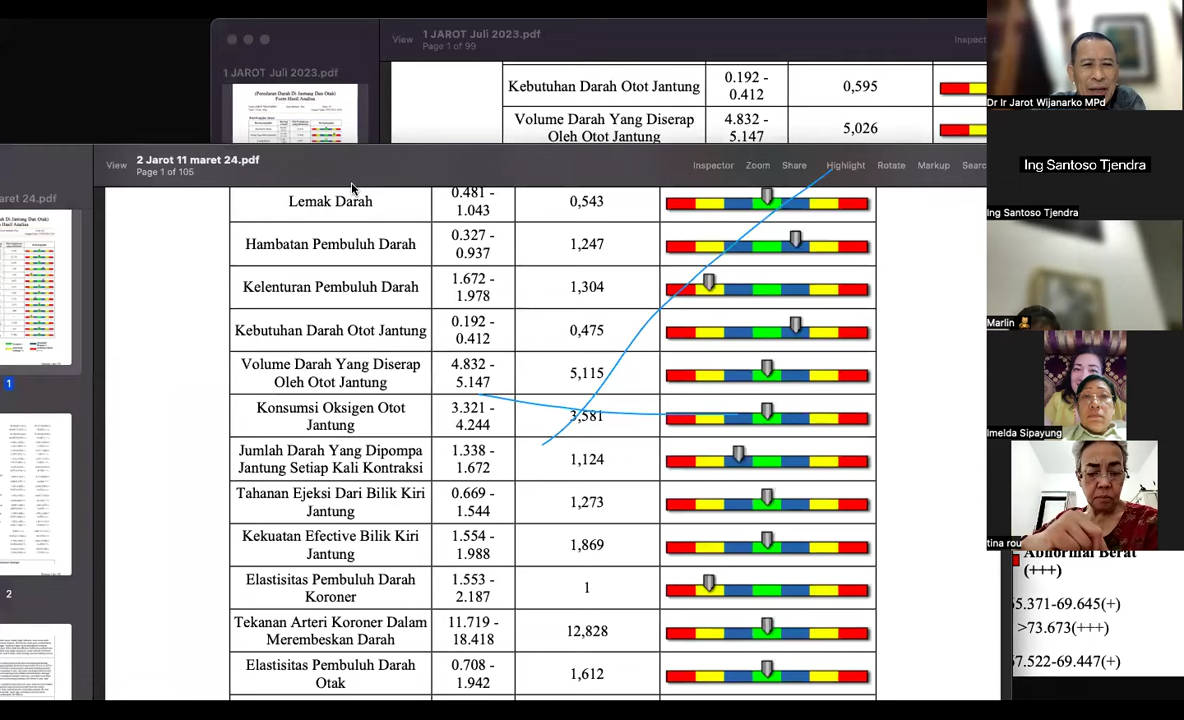 View
1 JAROT Juli 2023.pdf
Page 1 of 99
1 JAROT Juli 2023.pdf
Kebutuhan Darah Otot Jantung
0.192 -
0.412
0,595
Volume Darah Yang Diserap
Oleh Otot Jantung
4.832 -
5.147
5,026
View
2 Jarot 11 maret 24.pdf
Page 1 of 105
Inspector Zoom Share Highlight Rotate Markup
aret 24.pdf
Lemak Darah
0.481 -
1.043
0,543
Hambatan Pembuluh Darah
0.327 -
0.937
1,247
Kelenturan Pembuluh Darah
1.672 -
1.978
1,304
Kebutuhan Darah Otot Jantung
0.192 -
0.412
0,475
Volume Darah Yang Diserap
Oleh Otot Jantung
4.832 -
5.147
5,115
Konsumsi Oksigen Otot
Jantung
3.321 -
4.244
3,581
Jumlah Darah Yang Dipompa
Jantung Setiap Kali Kontraksi
1.338 -
1.672
1,124
Tahanan Ejeksi Dari Bilik Kiri
Jantung
0.669 -
1.544
1,273
Kekuatan Efective Bilik Kiri
Jantung
1.554 -
1.988
1,869
Elastisitas Pembuluh Darah
Koroner
1.553 -
2.187
1
Tekanan Arteri Koroner Dalam
Merembeskan Darah
11.719 -
18.418
12,828
Elastisitas Pembuluh Darah
Otak
0.708 -
1.942
1,612
1
2
Dr Ir Jarot Wijanarko MPd
Ing Santoso Tjendra
Ing Santoso Tjendra
Marlin
Imelda Sipayung
tina rou
Abnormal Berat
(+++)
65.371-69.645(+)
>73.673(+++)
67.522-69.447(+)